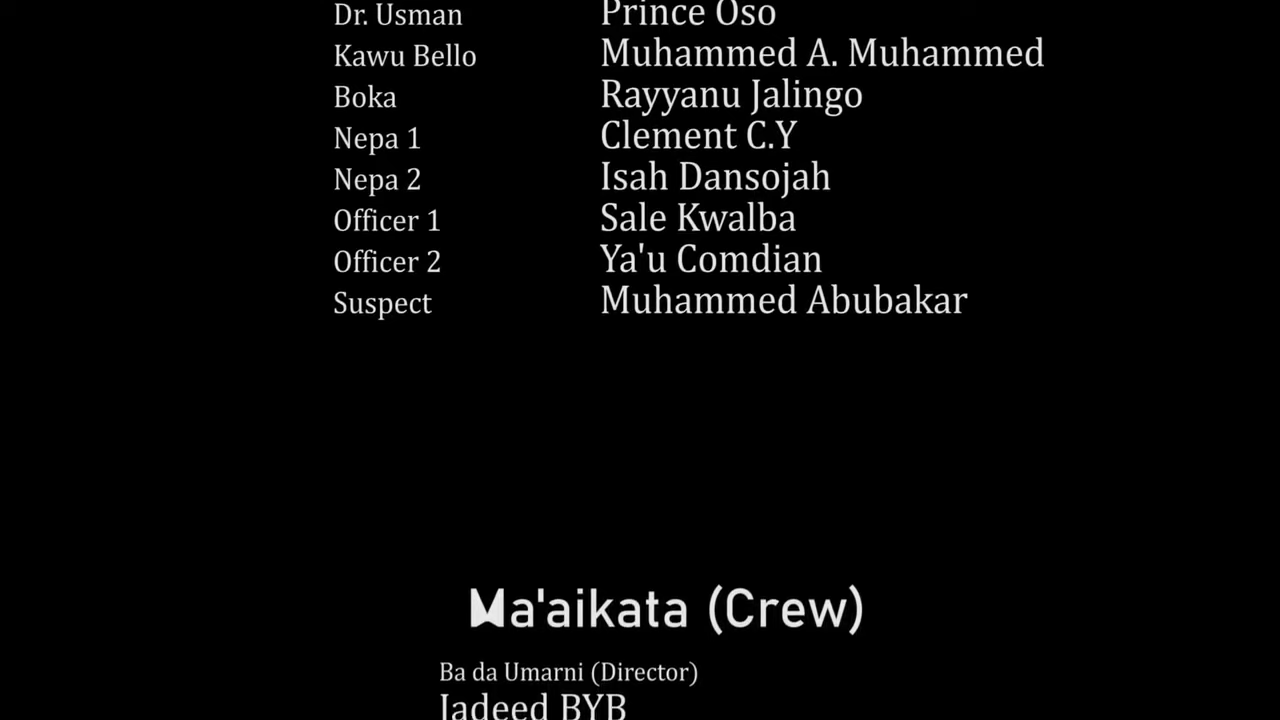 Dr. Usman Prince Oso
Kawu Bello Muhammed A. Muhammed
Boka Rayyanu Jalingo
Nepa 1 Clement C.Y
Nepa 2 Isah Dansojah
Officer 1 Sale Kwalba
Officer 2 Ya'u Comdian
Suspect Muhammed Abubakar
Ma'aikata (Crew)
Ba da Umarni (Director)
Jadeed BYB